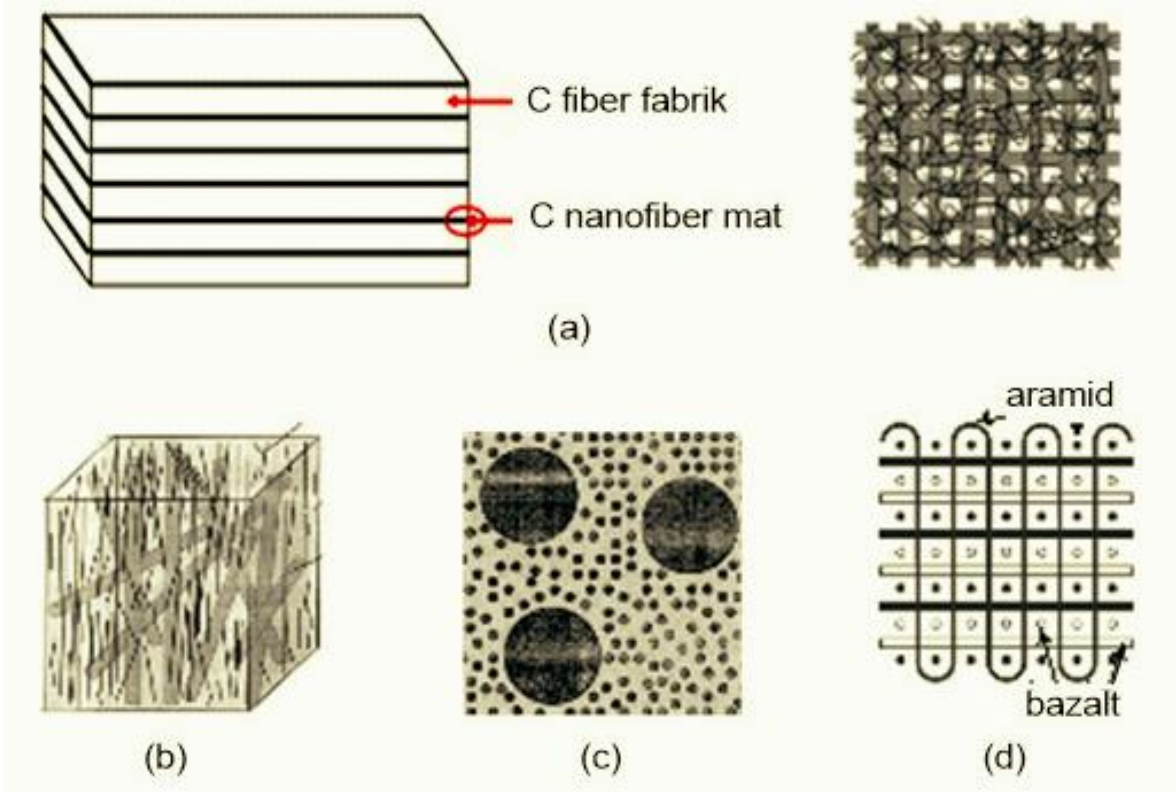 C fiber fabrik
C nanofiber mat
(a)
aramid
bazalt
(b)
(c)
(d)